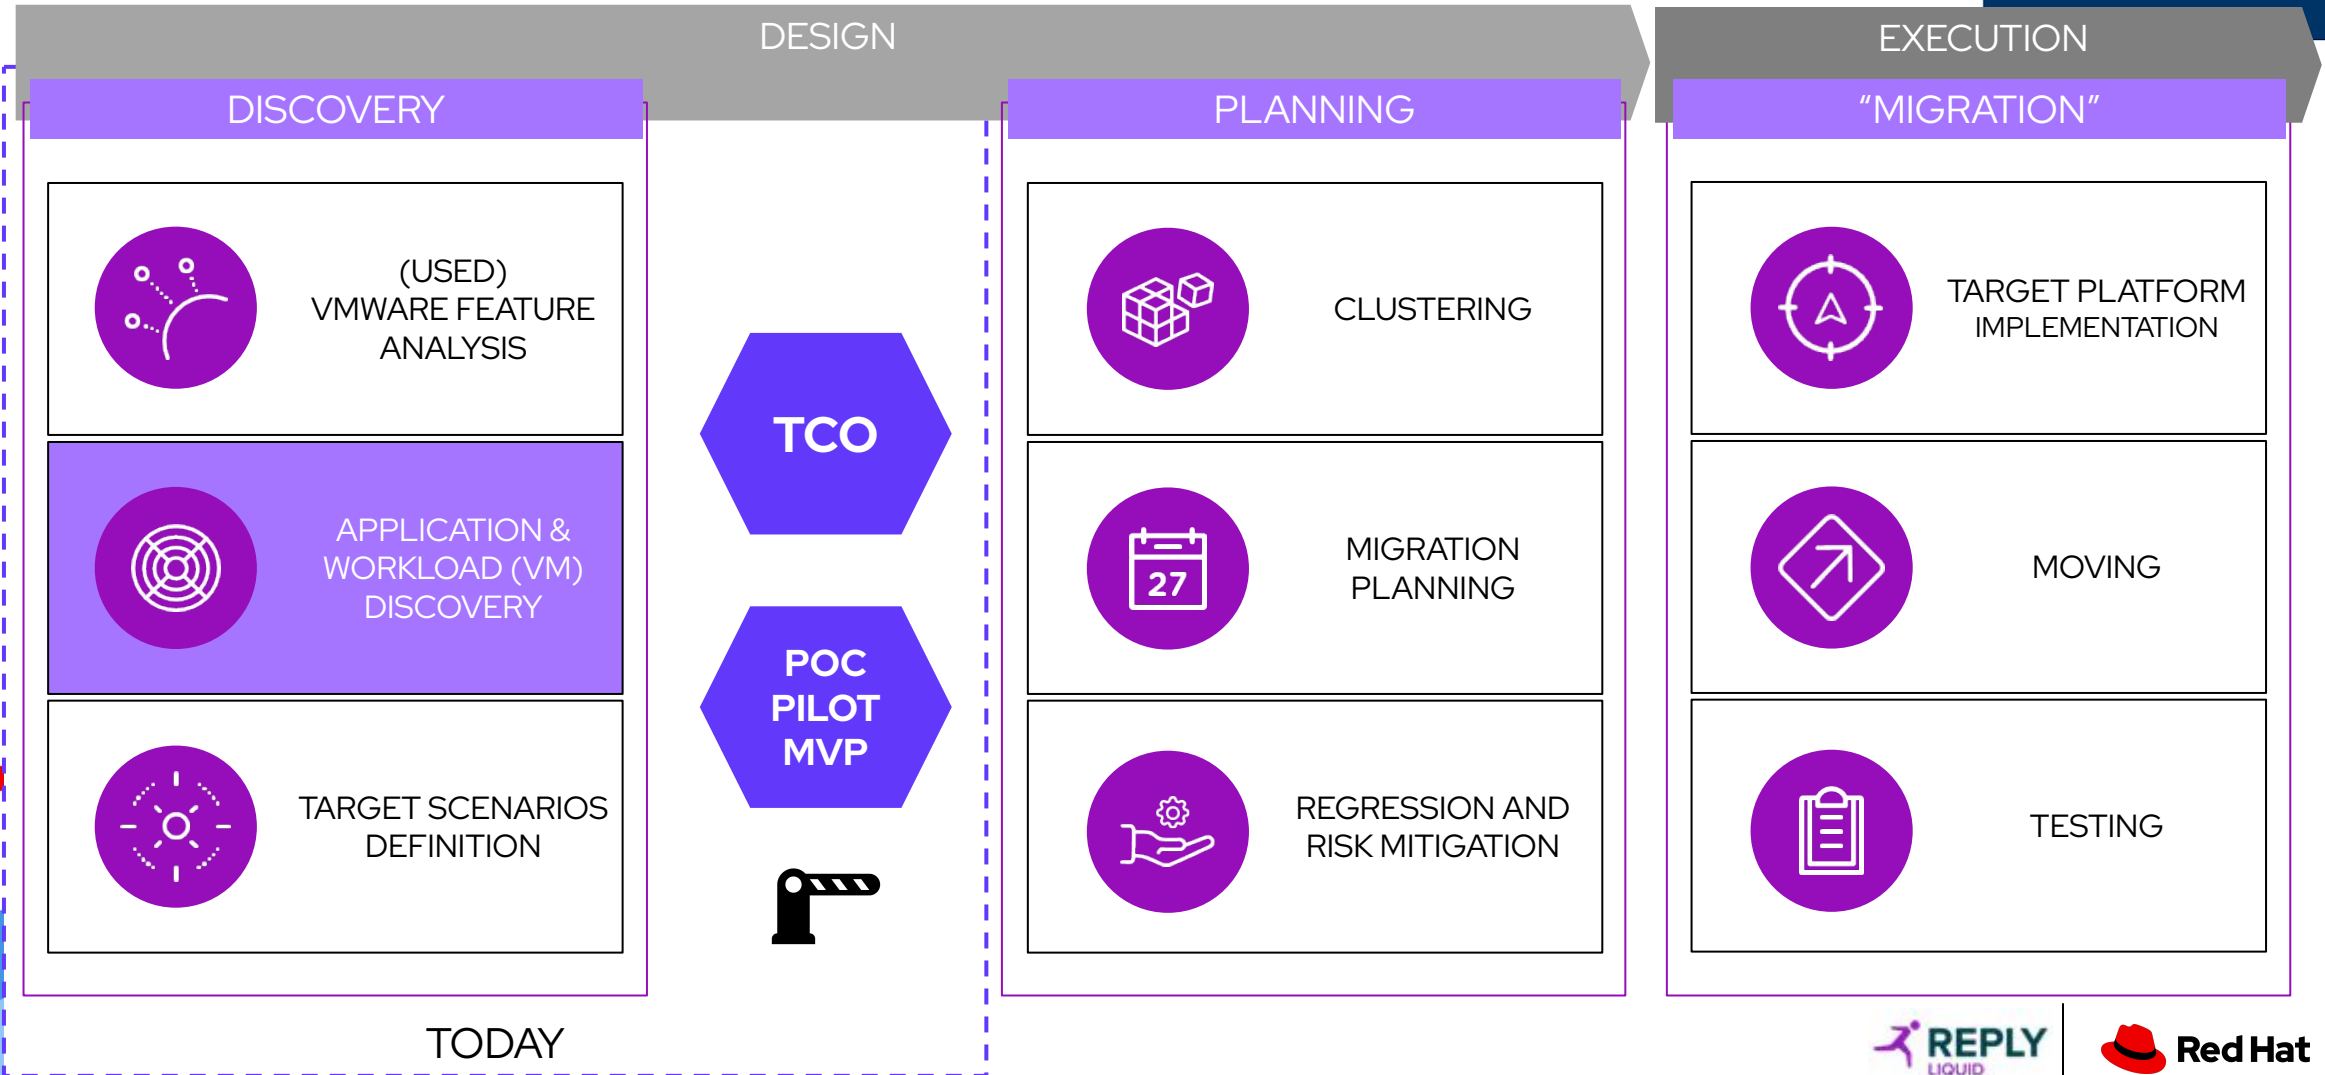 DESIGN
EXECUTION
DISCOVERY
(USED)
VMWARE FEATURE
ANALYSIS
APPLICATION &
WORKLOAD (VM)
DISCOVERY
TARGET SCENARIOS
DEFINITION
TCO
POC
PILOT
MVP
TODAY
PLANNING
CLUSTERING
27
MIGRATION
PLANNING
REGRESSION AND
RISK MITIGATION
“MIGRATION”
TARGET PLATFORM
IMPLEMENTATION
MOVING
TESTING
REPLY
LIQUID
Red Hat